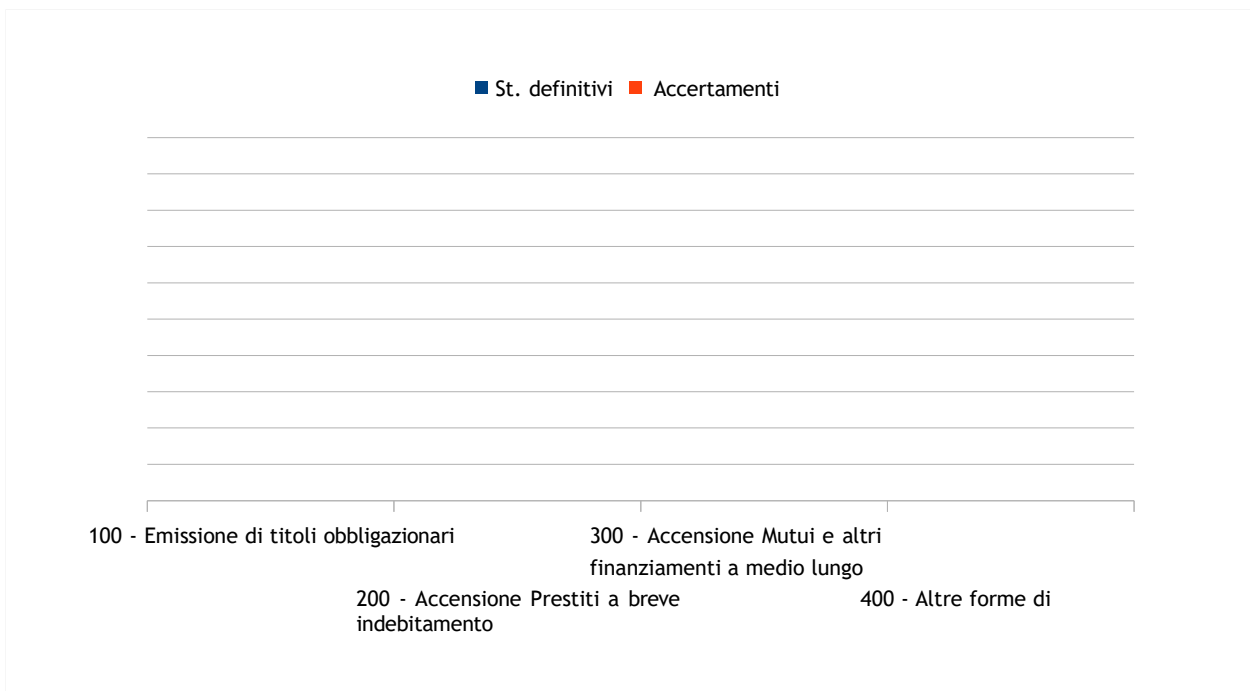 St. definitivi Accertamenti
100 - Emissione di titoli obbligazionari
200 - Accensione Prestiti a breve
indebitamento
300 - Accensione Mutui e altri
finanziamenti a medio lungo
400 - Altre forme di